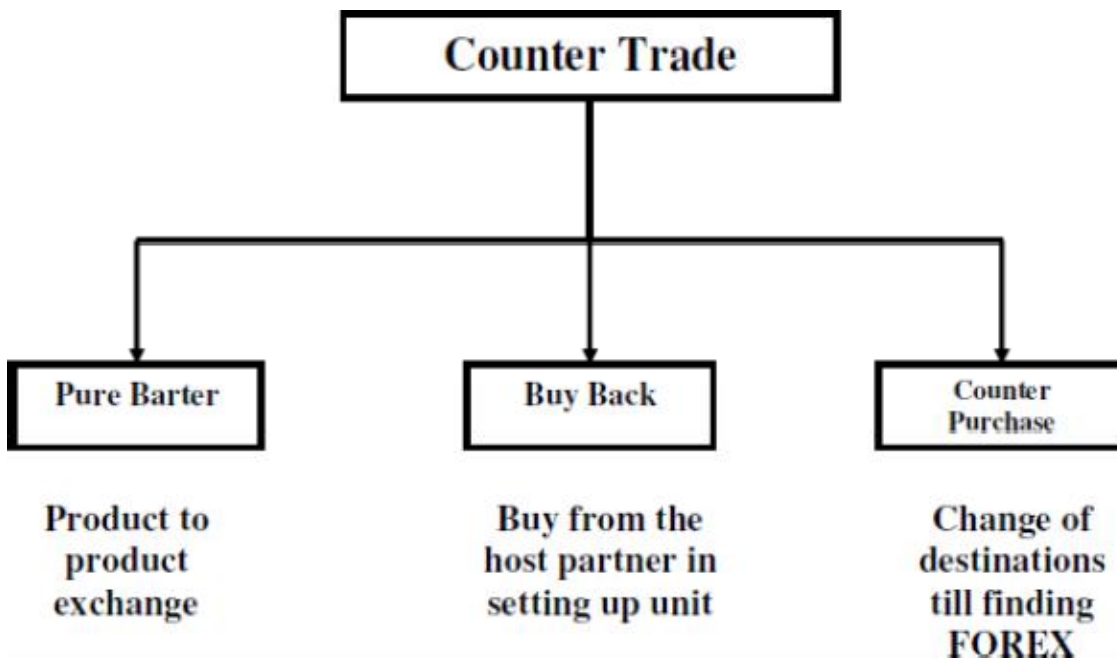 Counter Trade
Pure Barter
Buy Back
Counter
Purchase
Product to
product
exchange
Buy from the
host partner in
setting up unit
Change of
destinations
till finding
FOREX